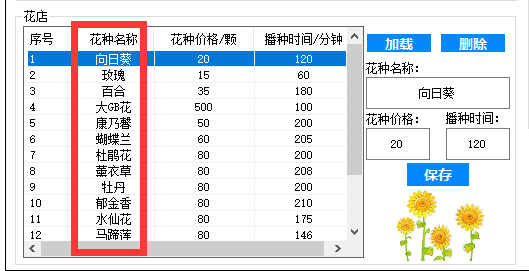 花店
序号 花种名称 花种价格/颗 播种时间/分钟
1 向日葵 20 120
2 玫瑰 15 60
3 百合 35 180
4 大GB花 500 100
5 康乃馨 50 200
6 蝴蝶兰 60 205
7 杜鹃花 80 200
8 薰衣草 80 208
9 牡丹 80 200
10 郁金香 80 210
11 水仙花 80 175
12 马蹄莲 80 146
加载 删除
花种名称:
向日葵
花种价格: 播种时间:
20 120
保存